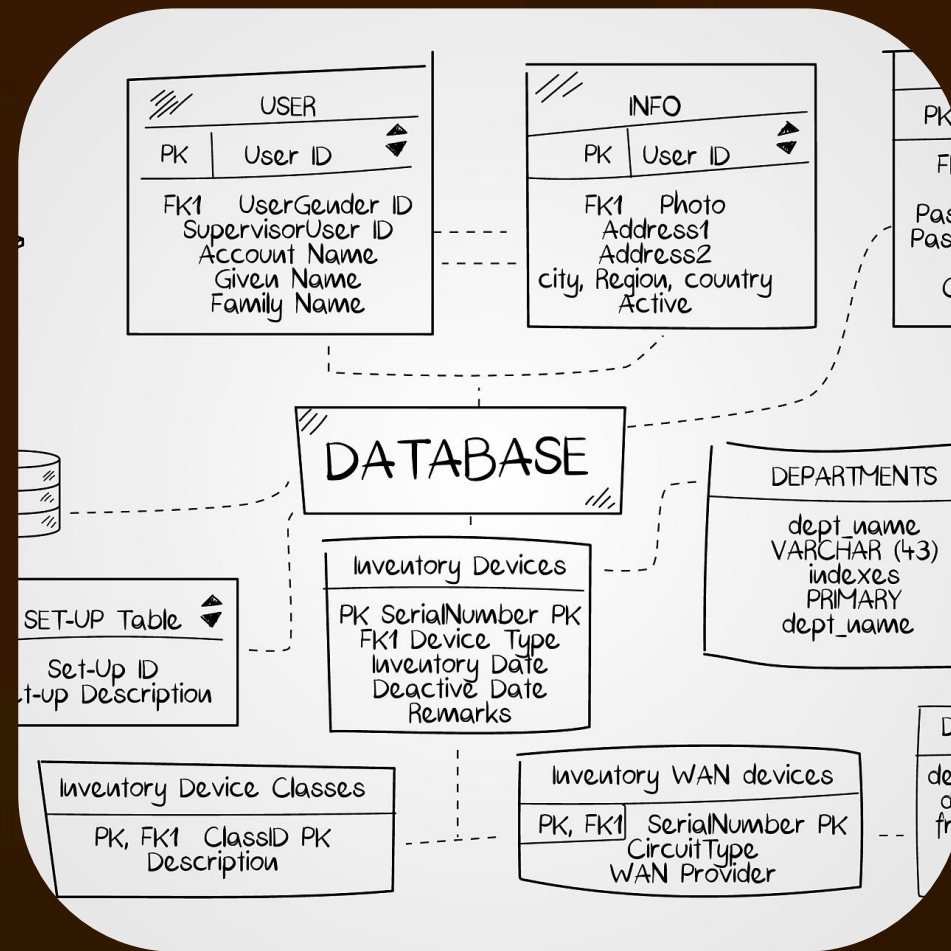 USER
PK User ID
FK1 UserGender ID
SupervisorUser ID
Account Name
Given Name
Family Name
INFO
PK User ID
FK1 Photo
Address1
Address2
city, Region, country
Active
PK
DATABASE
DEPARTMENTS
dept_name
VARCHAR (43)
indexes
PRIMARY
dept_name
SET-UP Table
Set-Up ID
t-up Description
Inventory Devices
PK SerialNumber PK
FK1 Device Type
Inventory Date
Deactive Date
Remarks
Inventory Device Classes
PK, FK1 ClassID PK
Description
Inventory WAN devices
PK, FK1 SerialNumber PK
CircuitType
WAN Provider